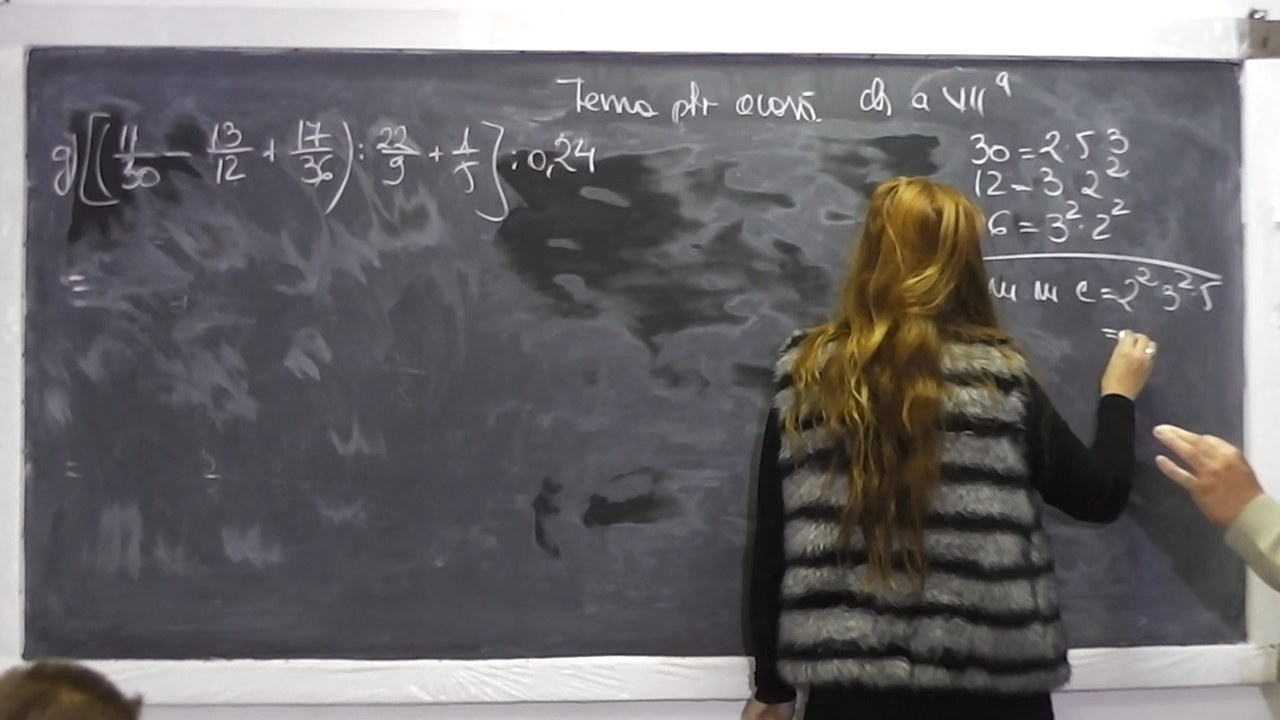 Tema ptr acasă cls a VII a
g) [(11/30 − 13/12 + 17/36) : 22/9 + 1/5] : 0,24
30 = 2·5·3
12 = 3·2²
6 = 3²·2²
m m c = 2²·3²·5
=
=
=
=